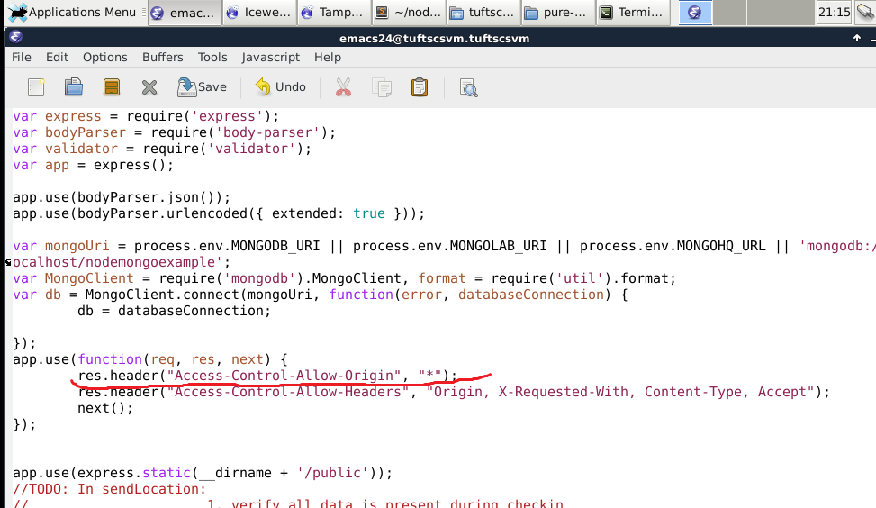 Applications Menu emac... Icewe... Tamp... ~/nod... tuftsc... pure-... Termi... 21:15
emacs24@tuftscsvm.tuftscsvm
File Edit Options Buffers Tools Javascript Help
Save Undo
var express = require('express');
var bodyParser = require('body-parser');
var validator = require('validator');
var app = express();
app.use(bodyParser.json());
app.use(bodyParser.urlencoded({ extended: true }));
var mongoUri = process.env.MONGODB_URI || process.env.MONGOLAB_URI || process.env.MONGOHQ_URL || 'mongodb:/
ocalhost/nodemongoexample';
var MongoClient = require('mongodb').MongoClient, format = require('util').format;
var db = MongoClient.connect(mongoUri, function(error, databaseConnection) {
db = databaseConnection;
});
app.use(function(req, res, next) {
res.header("Access-Control-Allow-Origin", "*");
res.header("Access-Control-Allow-Headers", "Origin, X-Requested-With, Content-Type, Accept");
next();
});
app.use(express.static(__dirname + '/public'));
//TODO: In sendLocation:
// 1. verify all data is present during checkin